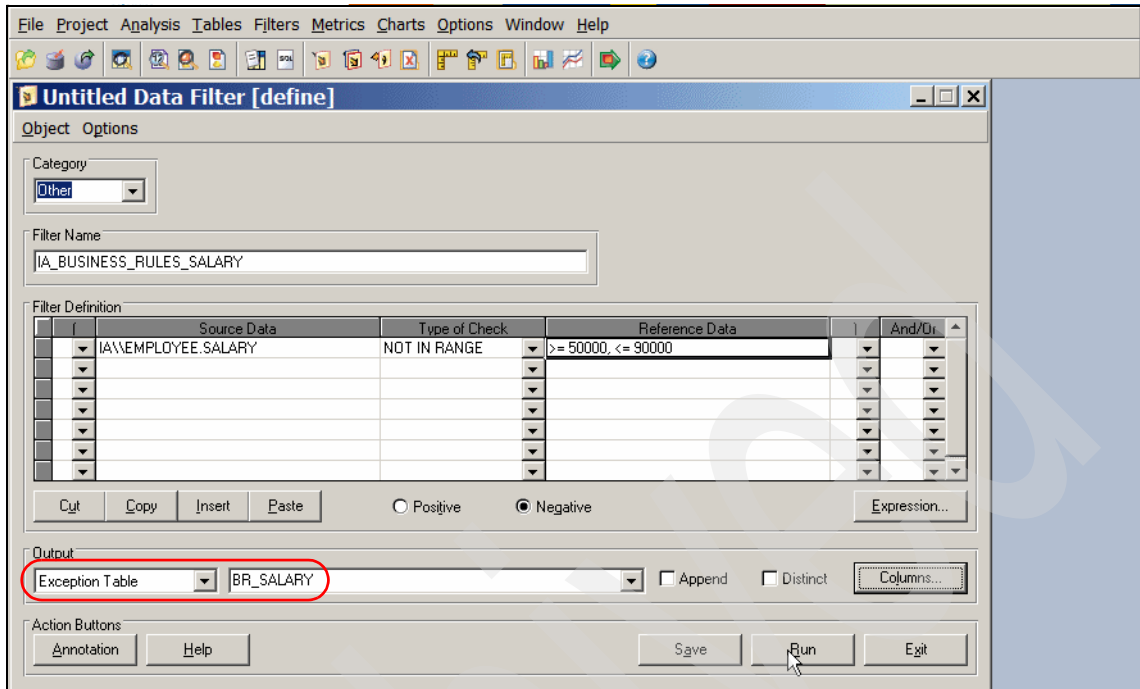 File Project Analysis Tables Filters Metrics Charts Options Window Help
SQL
Untitled Data Filter [define]
Object Options
Category
Other
Filter Name
IA_BUSINESS_RULES_SALARY
Filter Definition
( Source Data Type of Check Reference Data ) And/Or
IA\\EMPLOYEE.SALARY NOT IN RANGE >= 50000, <= 90000
Cut Copy Insert Paste Positive Negative Expression...
Output
Exception Table BR_SALARY Append Distinct Columns...
Action Buttons
Annotation Help Save Run Exit